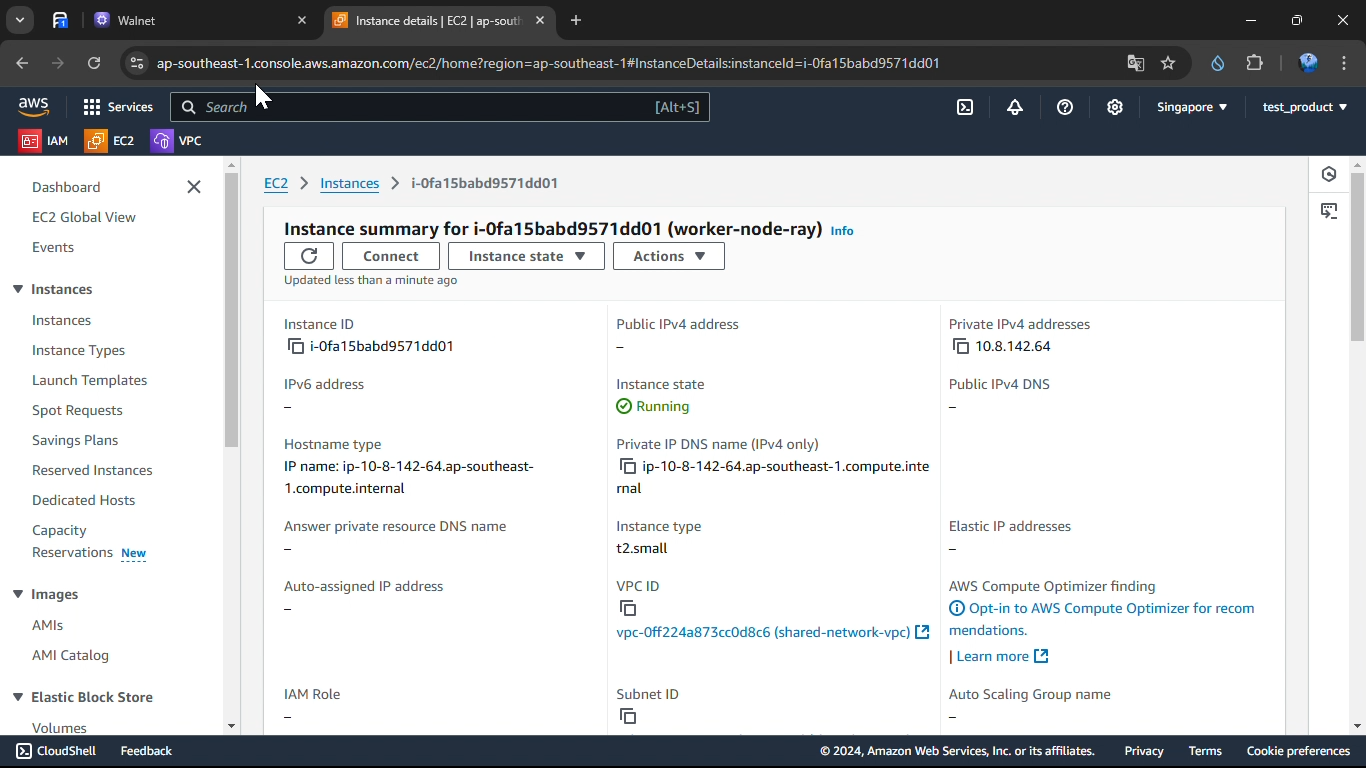 Walnet
Instance details | EC2 | ap-south
ap-southeast-1.console.aws.amazon.com/ec2/home?region=ap-southeast-1#InstanceDetails:instanceId=i-0fa15babd9571dd01
aws
Services
Search
[Alt+S]
Singapore
test_product
IAM
EC2
VPC
Dashboard
EC2 Global View
Events
Instances
Instances
Instance Types
Launch Templates
Spot Requests
Savings Plans
Reserved Instances
Dedicated Hosts
Capacity
Reservations New
Images
AMIs
AMI Catalog
Elastic Block Store
Volumes
EC2 > Instances > i-0fa15babd9571dd01
Instance summary for i-0fa15babd9571dd01 (worker-node-ray) Info
Connect
Instance state
Actions
Updated less than a minute ago
Instance ID
i-0fa15babd9571dd01
Public IPv4 address
–
Private IPv4 addresses
10.8.142.64
IPv6 address
–
Instance state
Running
Public IPv4 DNS
–
Hostname type
IP name: ip-10-8-142-64.ap-southeast-
1.compute.internal
Private IP DNS name (IPv4 only)
ip-10-8-142-64.ap-southeast-1.compute.inte
rnal
Answer private resource DNS name
–
Instance type
t2.small
Elastic IP addresses
–
Auto-assigned IP address
–
VPC ID
vpc-0ff224a873cc0d8c6 (shared-network-vpc)
AWS Compute Optimizer finding
Opt-in to AWS Compute Optimizer for recom
mendations.
| Learn more
IAM Role
–
Subnet ID
Auto Scaling Group name
–
CloudShell
Feedback
© 2024, Amazon Web Services, Inc. or its affiliates.
Privacy
Terms
Cookie preferences